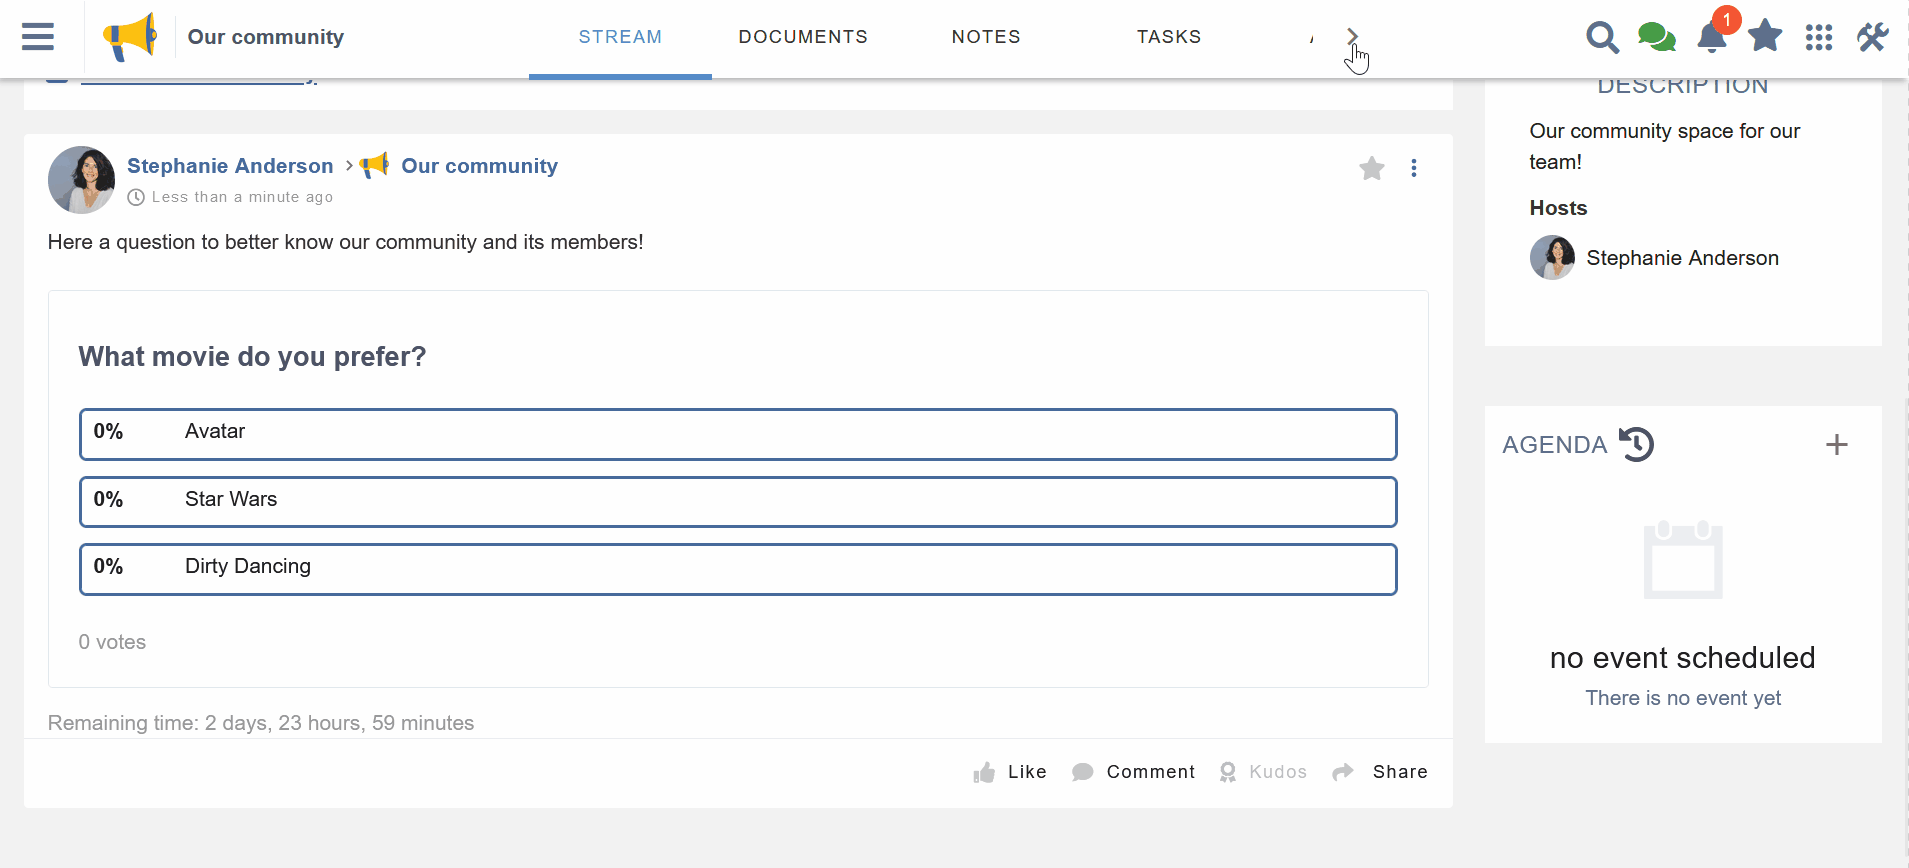 Our community
STREAM
DOCUMENTS
NOTES
TASKS
1
DESCRIPTION
Our community space for our
team!
Hosts
Stephanie Anderson
Stephanie Anderson > Our community
Less than a minute ago
Here a question to better know our community and its members!
What movie do you prefer?
0% Avatar
0% Star Wars
0% Dirty Dancing
0 votes
Remaining time: 2 days, 23 hours, 59 minutes
Like Comment Kudos Share
AGENDA
no event scheduled
There is no event yet